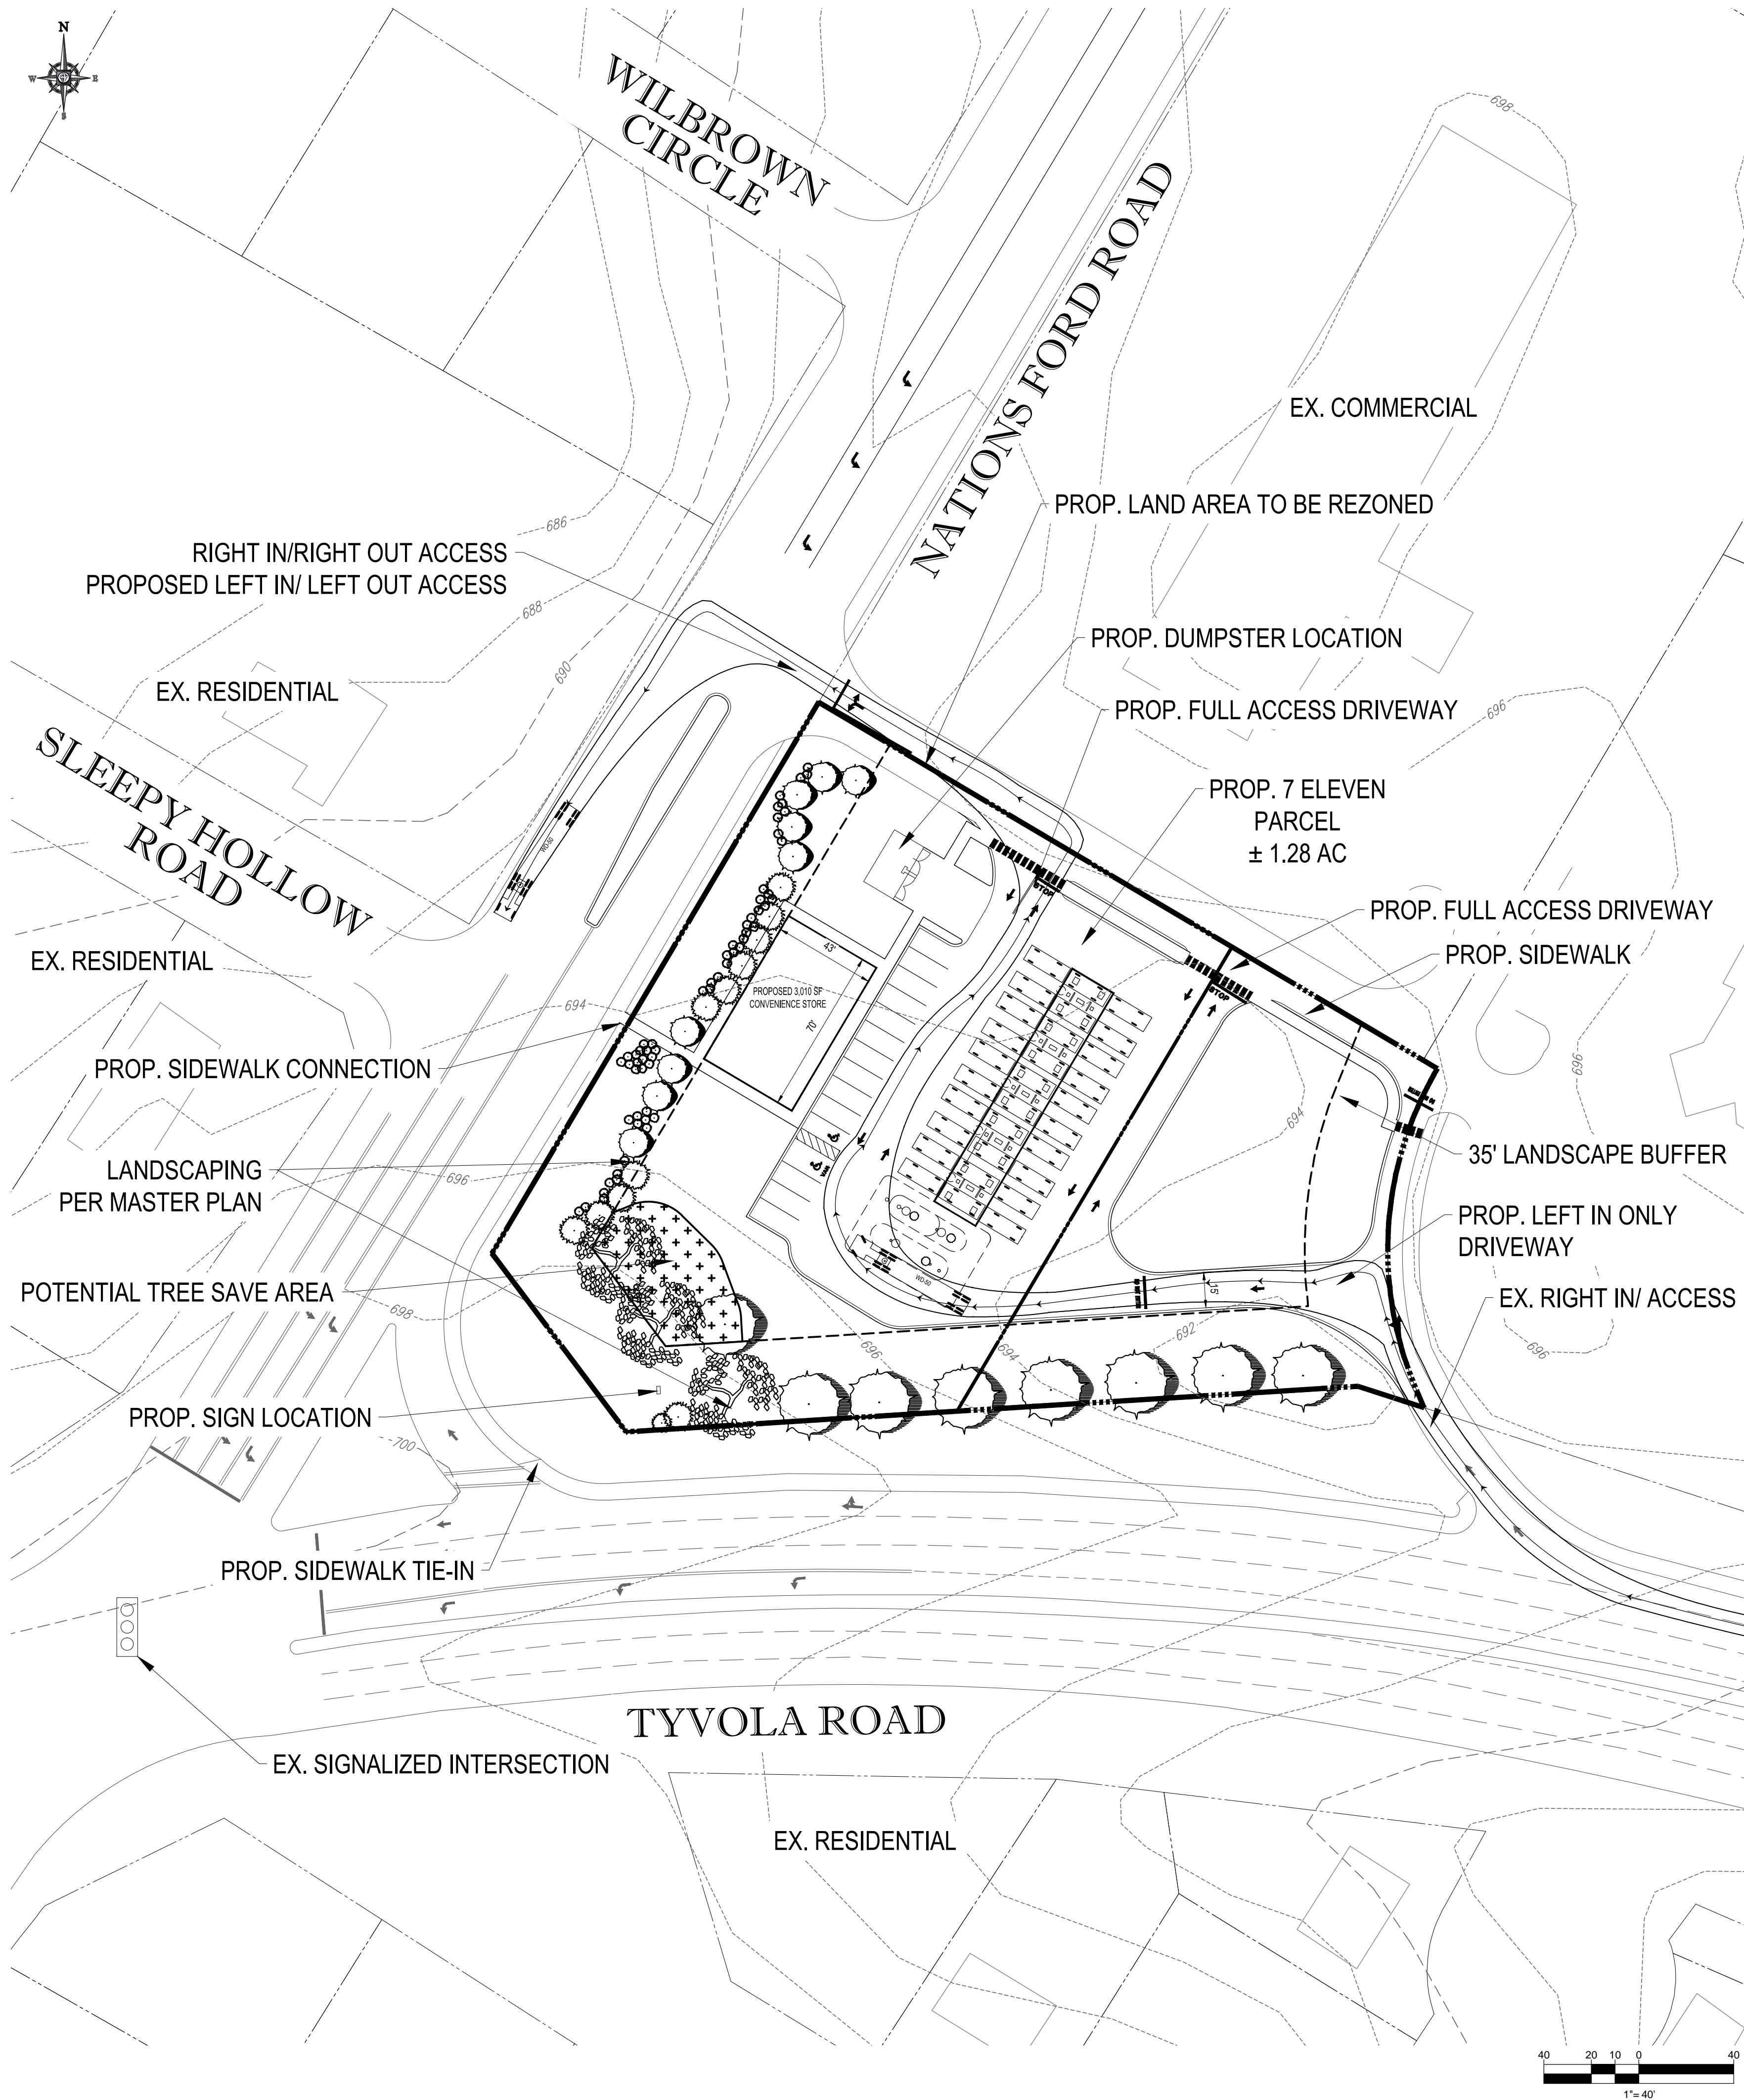 N
W
E
S
WILBROWN
CIRCLE
NATIONS FORD ROAD
698
EX. COMMERCIAL
PROP. LAND AREA TO BE REZONED
686
RIGHT IN/RIGHT OUT ACCESS
PROPOSED LEFT IN/ LEFT OUT ACCESS
688
PROP. DUMPSTER LOCATION
690
EX. RESIDENTIAL
PROP. FULL ACCESS DRIVEWAY
696
SLEEPY HOLLOW
ROAD
PROP. 7 ELEVEN
PARCEL
± 1.28 AC
WD-50
STOP
PROP. FULL ACCESS DRIVEWAY
PROP. SIDEWALK
EX. RESIDENTIAL
43'
PROPOSED 3,010 SF
CONVENIENCE STORE
70'
STOP
694
PROP. SIDEWALK CONNECTION
696
694
35' LANDSCAPE BUFFER
LANDSCAPING
PER MASTER PLAN
696
VAN
PROP. LEFT IN ONLY
DRIVEWAY
POTENTIAL TREE SAVE AREA
698
WD-50
15'
EX. RIGHT IN/ ACCESS
692
696
694
696
PROP. SIGN LOCATION
700
PROP. SIDEWALK TIE-IN
TYVOLA ROAD
EX. SIGNALIZED INTERSECTION
EX. RESIDENTIAL
40 20 10 0 40
1"= 40'